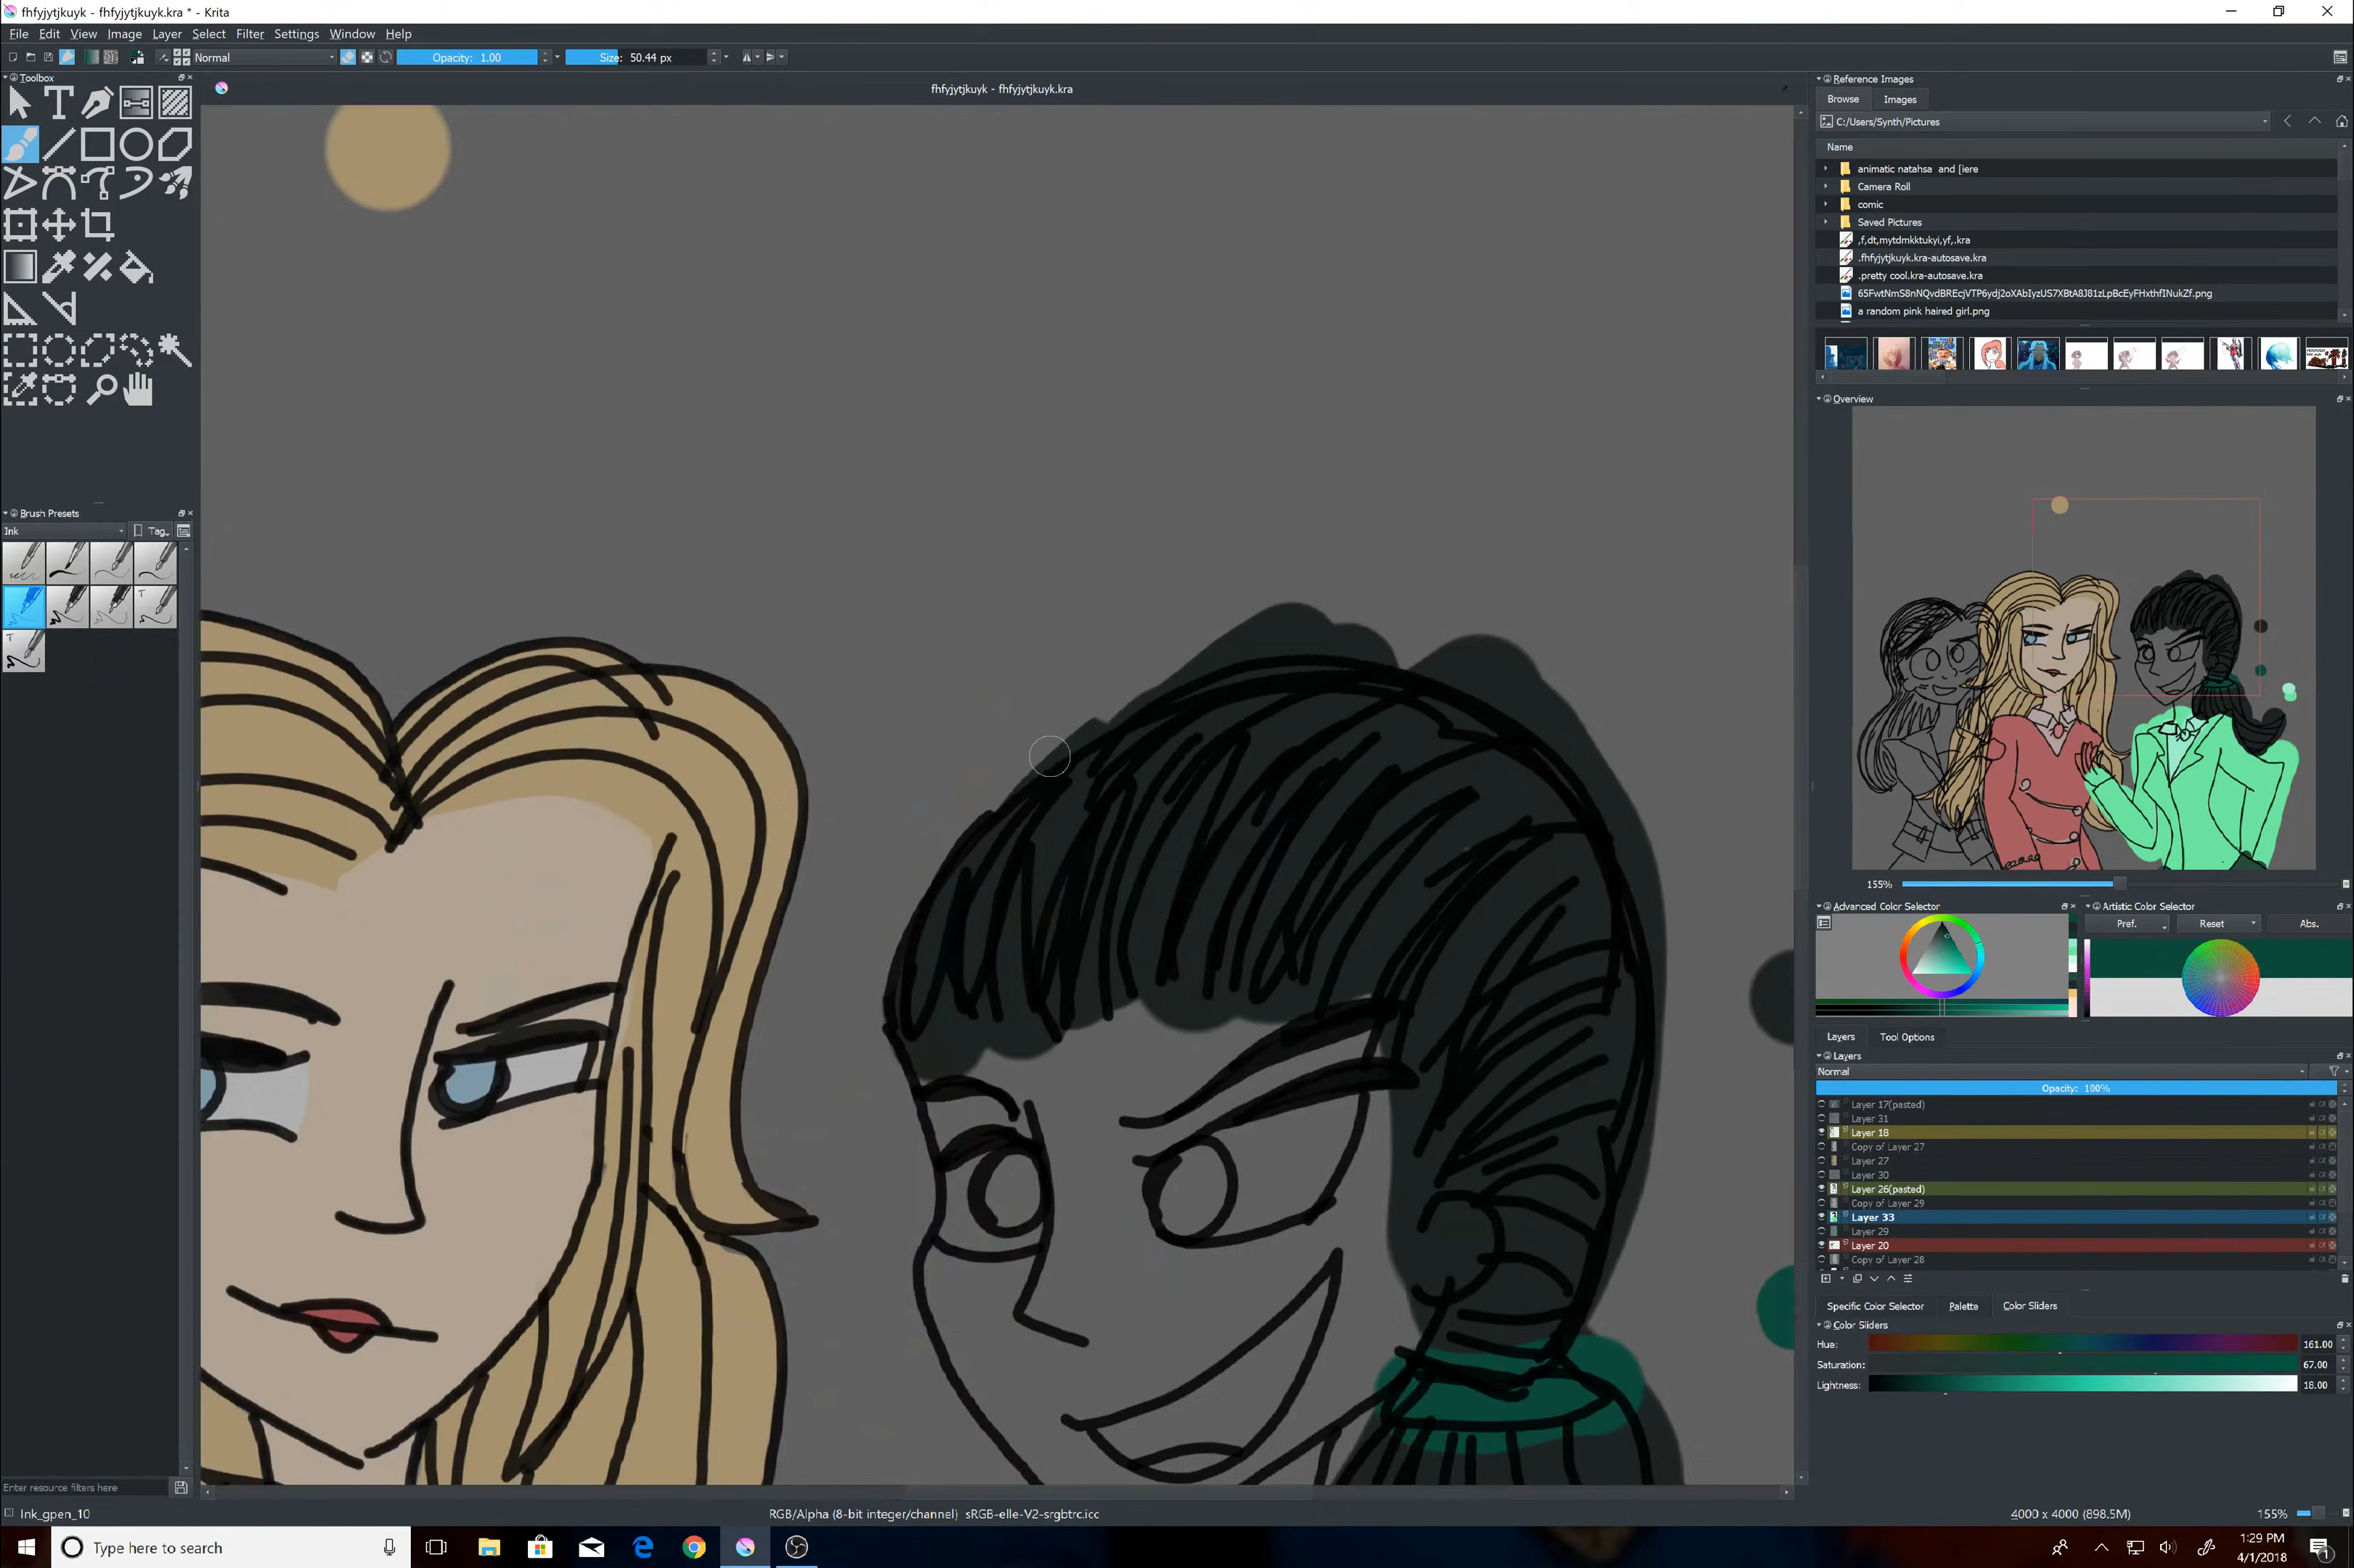 fhfyjytjkuyk - fhfyjytjkuyk.kra * - Krita
File Edit View Image Layer Select Filter Settings Window Help
Normal
Opacity: 1.00
Size: 50.44 px
Toolbox
fhfyjytjkuyk - fhfyjytjkuyk.kra
Reference Images
Browse Images
C:/Users/Synth/Pictures
Name
animatic natahsa and [iere
Camera Roll
comic
Saved Pictures
,f,dt,mytdmkktukyi,yf,.kra
.fhfyjytjkuyk.kra-autosave.kra
.pretty cool.kra-autosave.kra
a random pink haired girl.png
Brush Presets
Ink
Tag
Overview
155%
Advanced Color Selector
Artistic Color Selector
Pref. Reset Abs.
Layers Tool Options
Layers
Normal
Opacity: 100%
Layer 17(pasted)
Layer 31
Layer 18
Copy of Layer 27
Layer 27
Layer 30
Layer 26(pasted)
Copy of Layer 29
Layer 33
Layer 29
Layer 20
Copy of Layer 28
Specific Color Selector Palette Color Sliders
Color Sliders
Hue: 161.00
Saturation: 67.00
Lightness: 18.00
Enter resource filters here
Ink_gpen_10
RGB/Alpha (8-bit integer/channel) sRGB-elle-V2-srgbtrc.icc
4000 x 4000 (898.5M)
155%
Type here to search
1:29 PM
4/1/2018
1